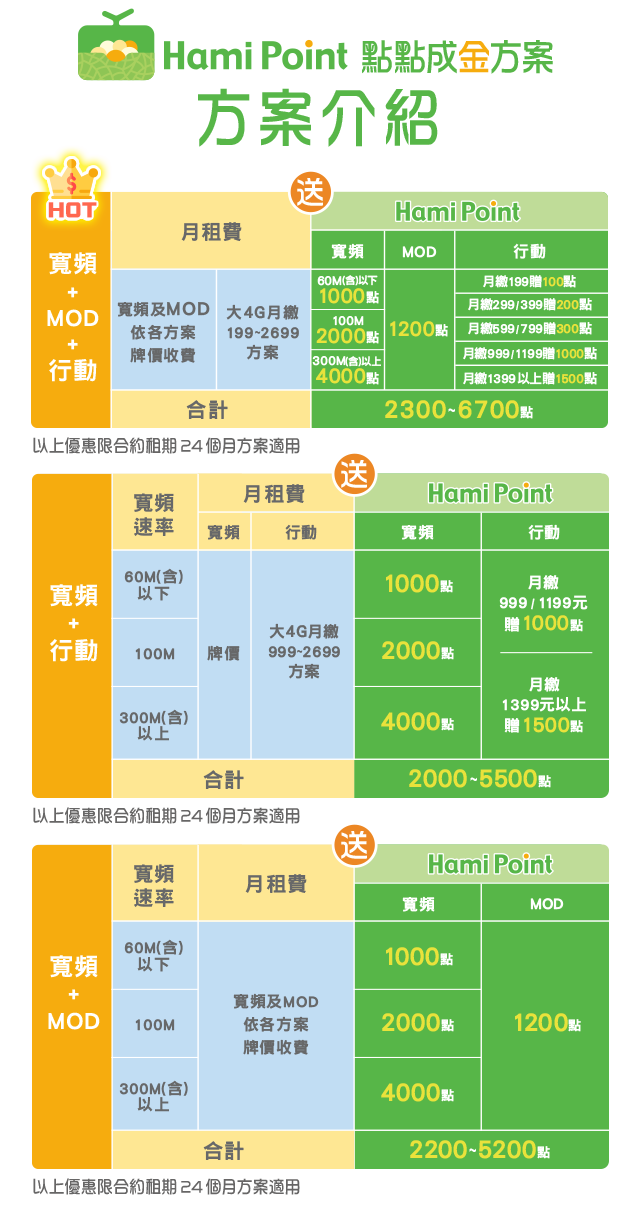 Hami Point 點點成金方案
方案介紹
HOT
送
寬頻
+
MOD
+
行動
月租費
Hami Point
寬頻
MOD
行動
寬頻及MOD
依各方案
牌價收費
大4G月繳
199~2699
方案
60M(含)以下
1000點
100M
2000點
300M(含)以上
4000點
1200點
月繳199贈100點
月繳299/399贈200點
月繳599/799贈300點
月繳999/1199贈1000點
月繳1399以上贈1500點
合計
2300~6700點
以上優惠限合約租期24個月方案適用
送
寬頻
+
行動
寬頻
速率
月租費
Hami Point
寬頻
行動
寬頻
行動
60M(含)
以下
100M
300M(含)
以上
牌價
大4G月繳
999~2699
方案
1000點
2000點
4000點
月繳
999 / 1199元
贈1000點
月繳
1399元以上
贈1500點
合計
2000~5500點
以上優惠限合約租期24個月方案適用
送
寬頻
+
MOD
寬頻
速率
月租費
Hami Point
寬頻
MOD
60M(含)
以下
100M
300M(含)
以上
寬頻及MOD
依各方案
牌價收費
1000點
2000點
4000點
1200點
合計
2200~5200點
以上優惠限合約租期24個月方案適用